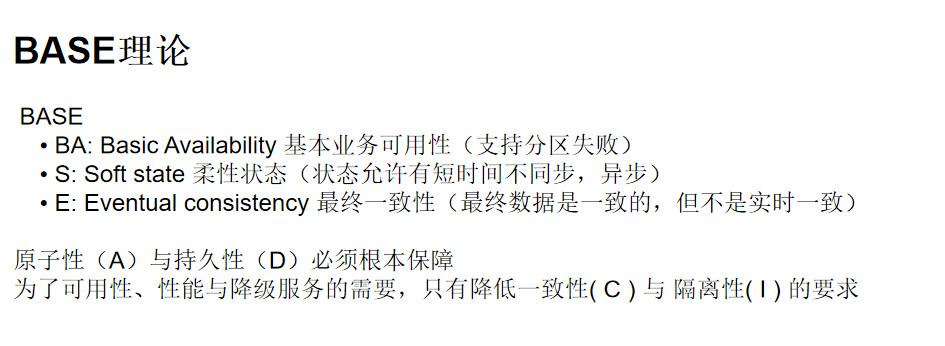 BASE理论
BASE
• BA: Basic Availability 基本业务可用性（支持分区失败）
• S: Soft state 柔性状态（状态允许有短时间不同步，异步）
• E: Eventual consistency 最终一致性（最终数据是一致的，但不是实时一致）
原子性（A）与持久性（D）必须根本保障
为了可用性、性能与降级服务的需要，只有降低一致性( C ) 与 隔离性( I ) 的要求